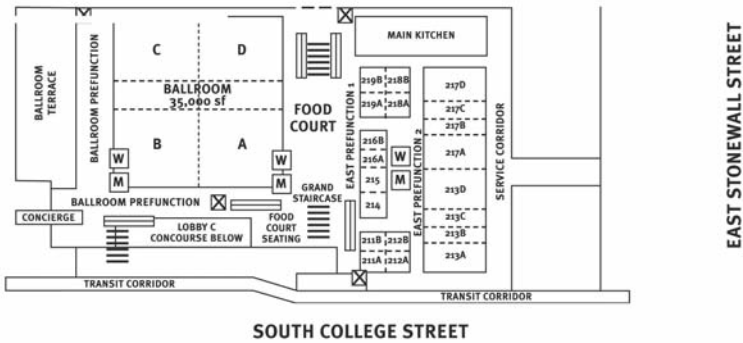 MAIN KITCHEN
C
D
BALLROOM
35,000 sf
B
A
BALLROOM
TERRACE
BALLROOM PREFUNCTION
FOOD
COURT
EAST PREFUNCTION 1
219B
218B
219A
218A
216B
216A
215
214
211B
212B
211A
212A
W
M
EAST PREFUNCTION 2
217D
217C
217B
217A
213D
213C
213B
213A
SERVICE CORRIDOR
W
M
W
M
BALLROOM PREFUNCTION
GRAND
STAIRCASE
CONCIERGE
LOBBY C
CONCOURSE BELOW
FOOD
COURT
SEATING
TRANSIT CORRIDOR
TRANSIT CORRIDOR
SOUTH COLLEGE STREET
EAST STONEWALL STREET